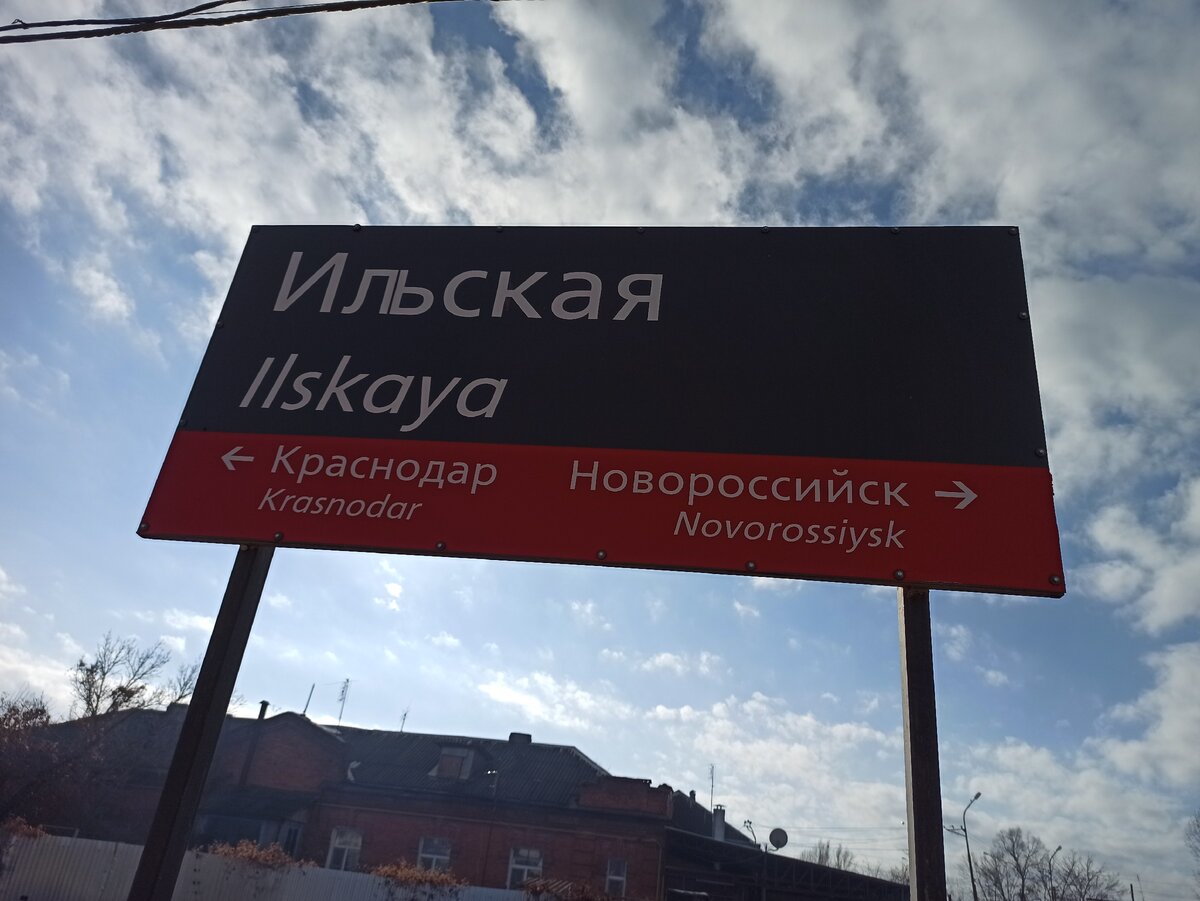 Ильская
Ilskaya
← Краснодар
Krasnodar
Новороссийск →
Novorossiysk